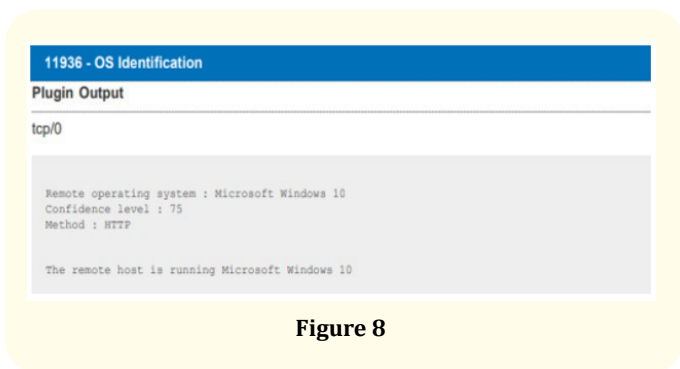 11936 - OS Identification
Plugin Output
tcp/0
Remote operating system : Microsoft Windows 10
Confidence level : 75
Method : HTTP
The remote host is running Microsoft Windows 10
Figure 8